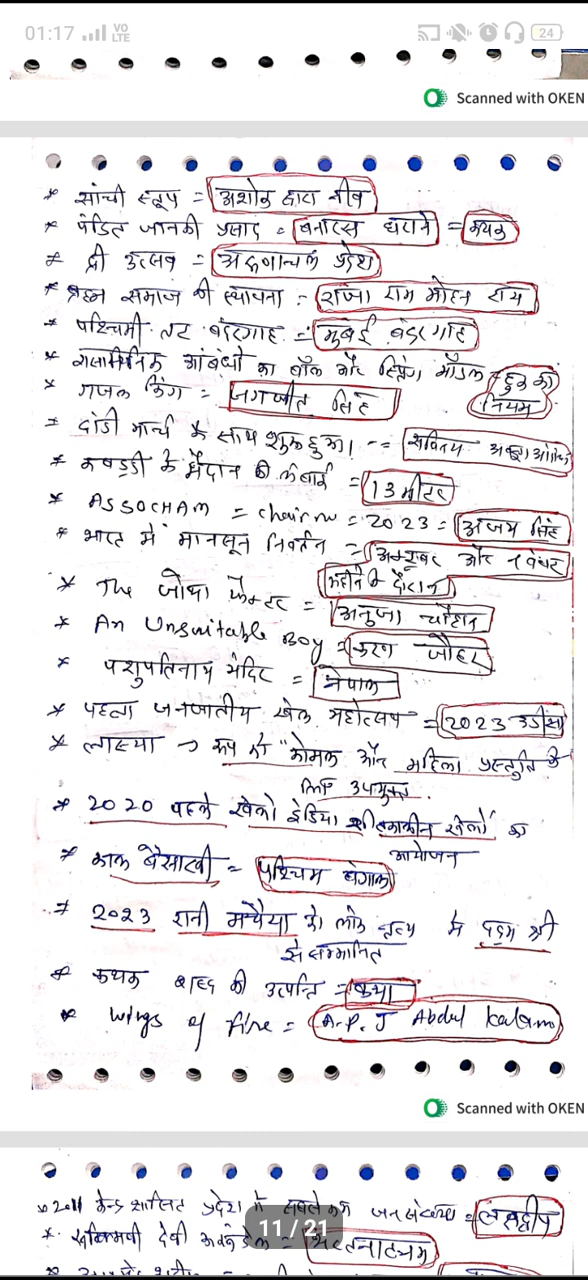 01:17 VO LTE 24
Scanned with OKEN
* सांची स्तूप = अशोक द्वारा नींव
* पंडित जानकी प्रसाद = बनारस घराने = कथक
* द्री उत्सव = अरुणाचल प्रदेश
* ब्रह्म समाज की स्थापना = राजा राम मोहन राय
* पश्चिमी तट बंदरगाह = मुंबई बंदरगाह
* का बॉल और स्प्रिंग मॉडल = हुक का नियम
* गजल किंग = जगजीत सिंह
* दांडी मार्च के साथ शुरू हुआ। -- सविनय अवज्ञा
* कबड्डी के मैदान की लंबाई = 13 मीटर
* ASSOCHAM = = 2023 = अजय सिंह
* भारत में मानसून निवर्तन = अक्टूबर और नवंबर
महीने के दौरान
* The जोया फैक्टर = अनुजा चौहान
* An Unsuitable Boy = करण जौहर
* पशुपतिनाथ मंदिर = नेपाल
* पहला जनजातीय खेल महोत्सव = 2023 उडीसा
* लास्या → रूप को "कोमल और महिला प्रस्तुति के
लिए उपयुक्त
* 2020 पहले खेलो इंडिया शीतकालीन खेलों" का
आयोजन
* काल बैसाखी = पश्चिम बंगाल
* 2023 रानी मचैया को लोक नृत्य में पद्म श्री
से सम्मानित
* कथक शब्द की उत्पत्ति = कथा
* Wings of fire = A.P.J Abdul Kalam
Scanned with OKEN
* 2011 केन्द्र शासित प्रदेश में सबसे कम जनसंख्या = लक्षद्वीप
* रुक्मिणी देवी = भरतनाट्यम
11 / 21